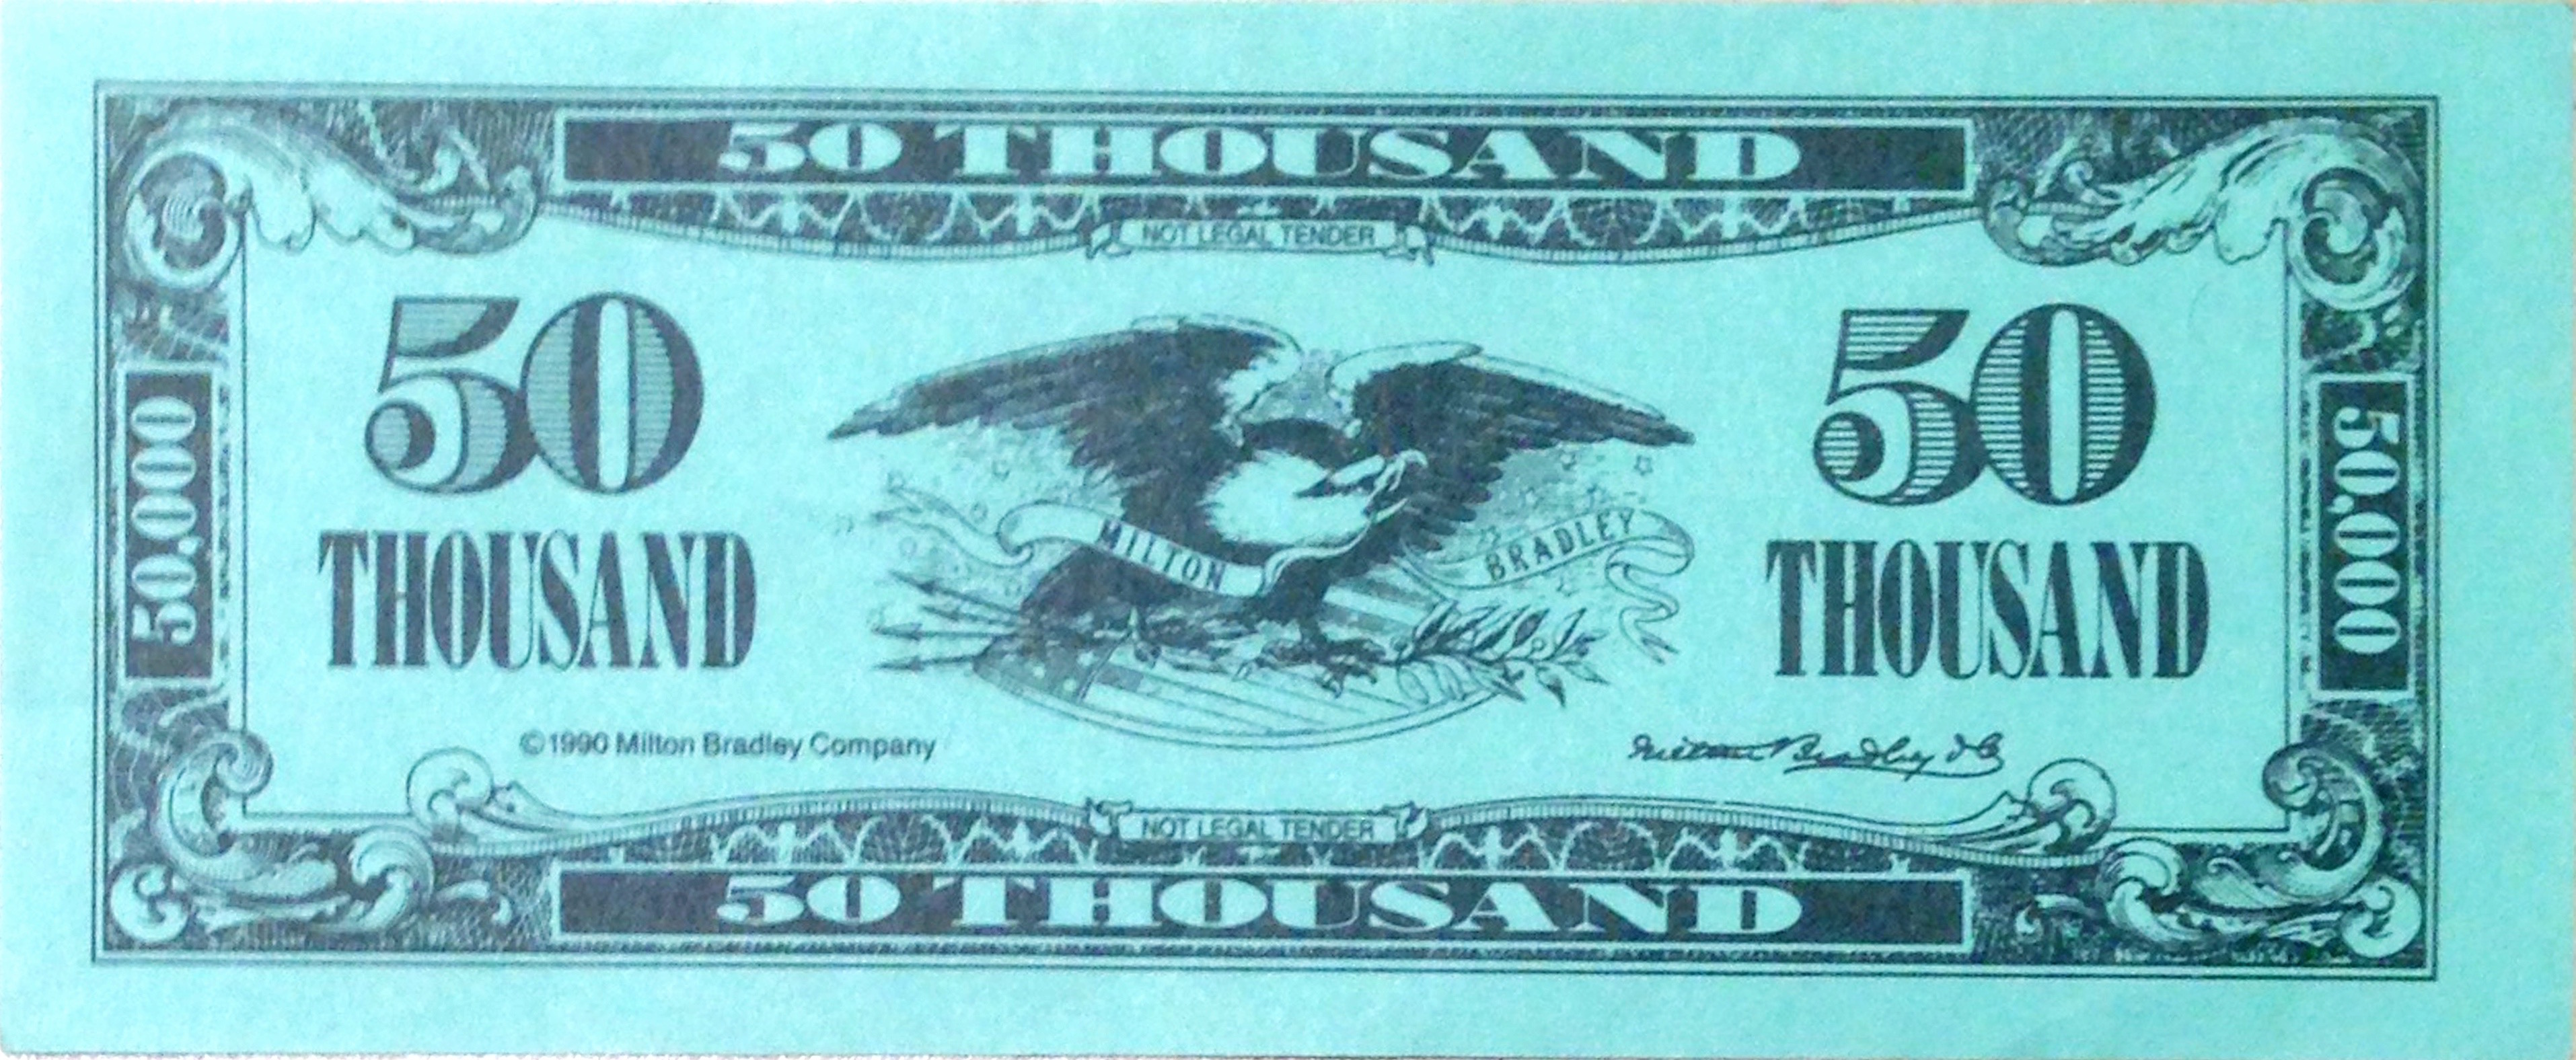 50 THOUSAND
NOT LEGAL TENDER
50 THOUSAND
50,000
MILTON BRADLEY
50 THOUSAND
50,000
©1990 Milton Bradley Company
Milton Bradley & Co
NOT LEGAL TENDER
50 THOUSAND